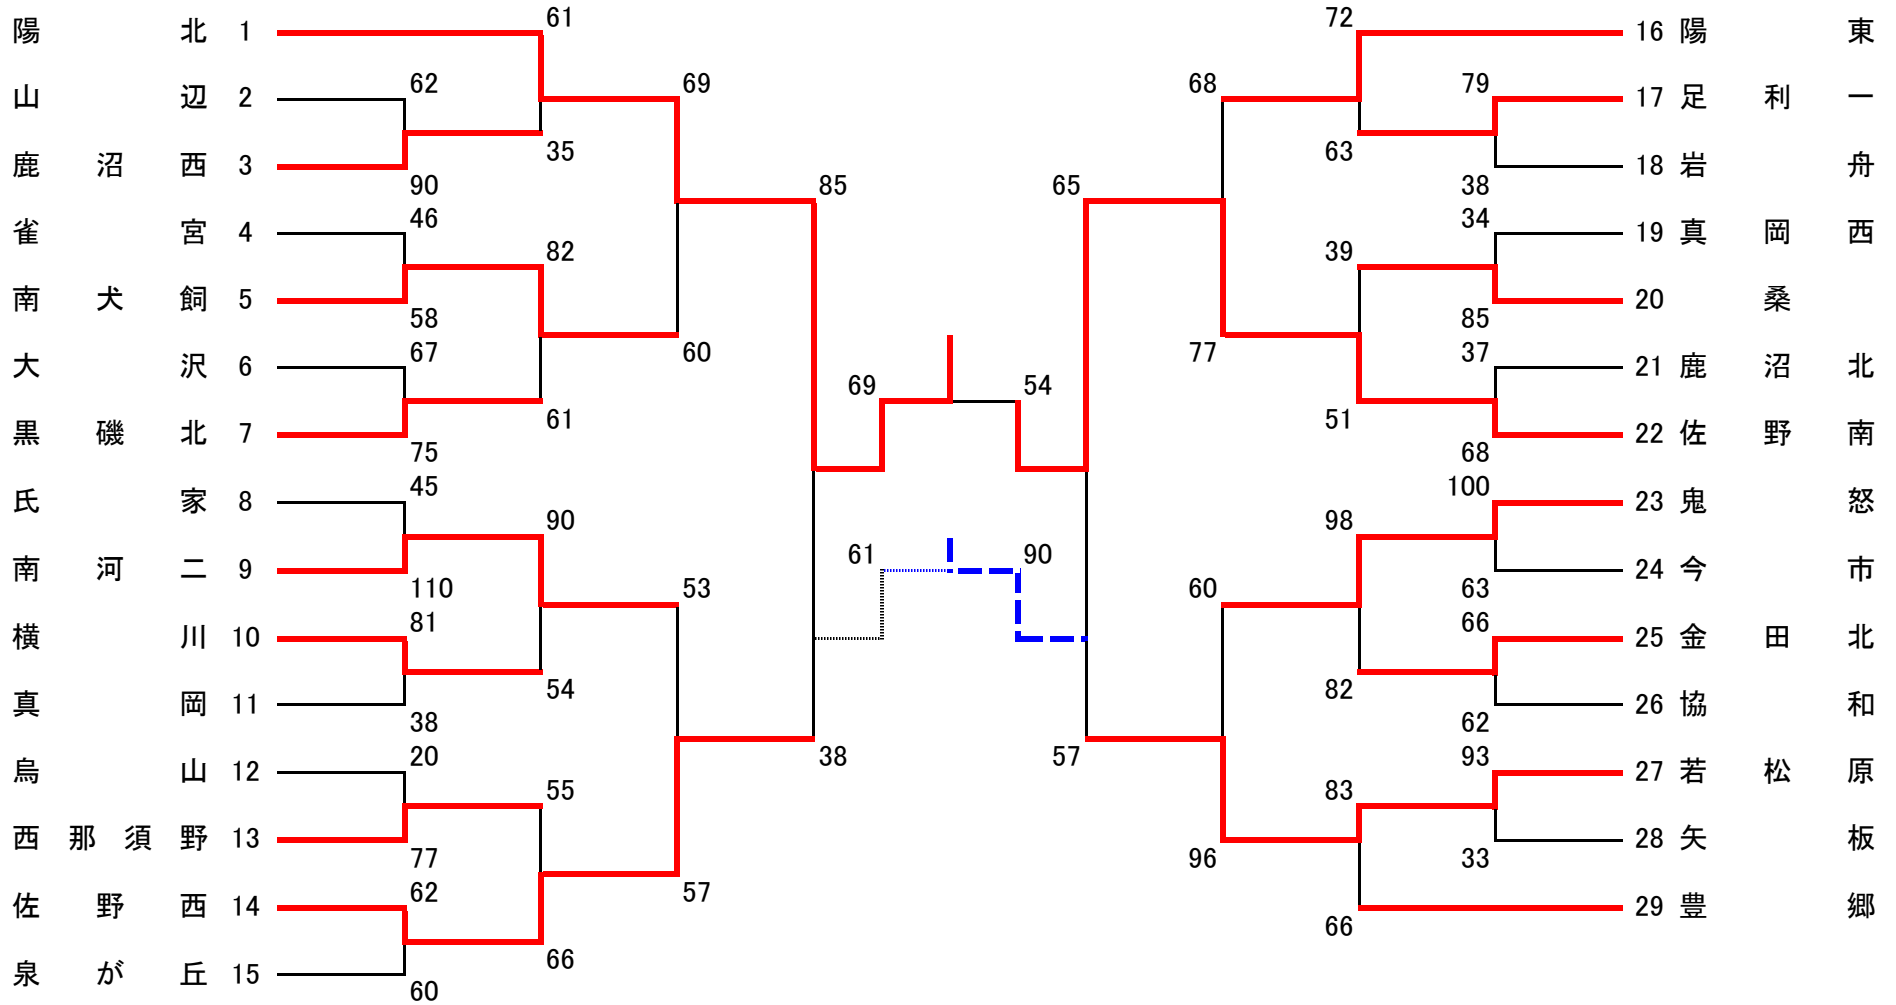 陽北 1
山辺 2
鹿沼西 3
雀宮 4
南犬飼 5
大沢 6
黒磯北 7
氏家 8
南河二 9
横川 10
真岡 11
烏山 12
西那須野 13
佐野西 14
泉が丘 15
62
90
46
58
67
75
45
110
81
38
20
77
62
60
61
35
82
61
90
54
55
66
69
60
53
57
85
38
69
54
61
90
65
57
68
77
60
96
72
63
39
51
98
82
83
66
79
38
34
85
37
68
100
63
66
62
93
33
16 陽東
17 足利一
18 岩舟
19 真岡西
20 桑
21 鹿沼北
22 佐野南
23 鬼怒
24 今市
25 金田北
26 協和
27 若松原
28 矢板
29 豊郷